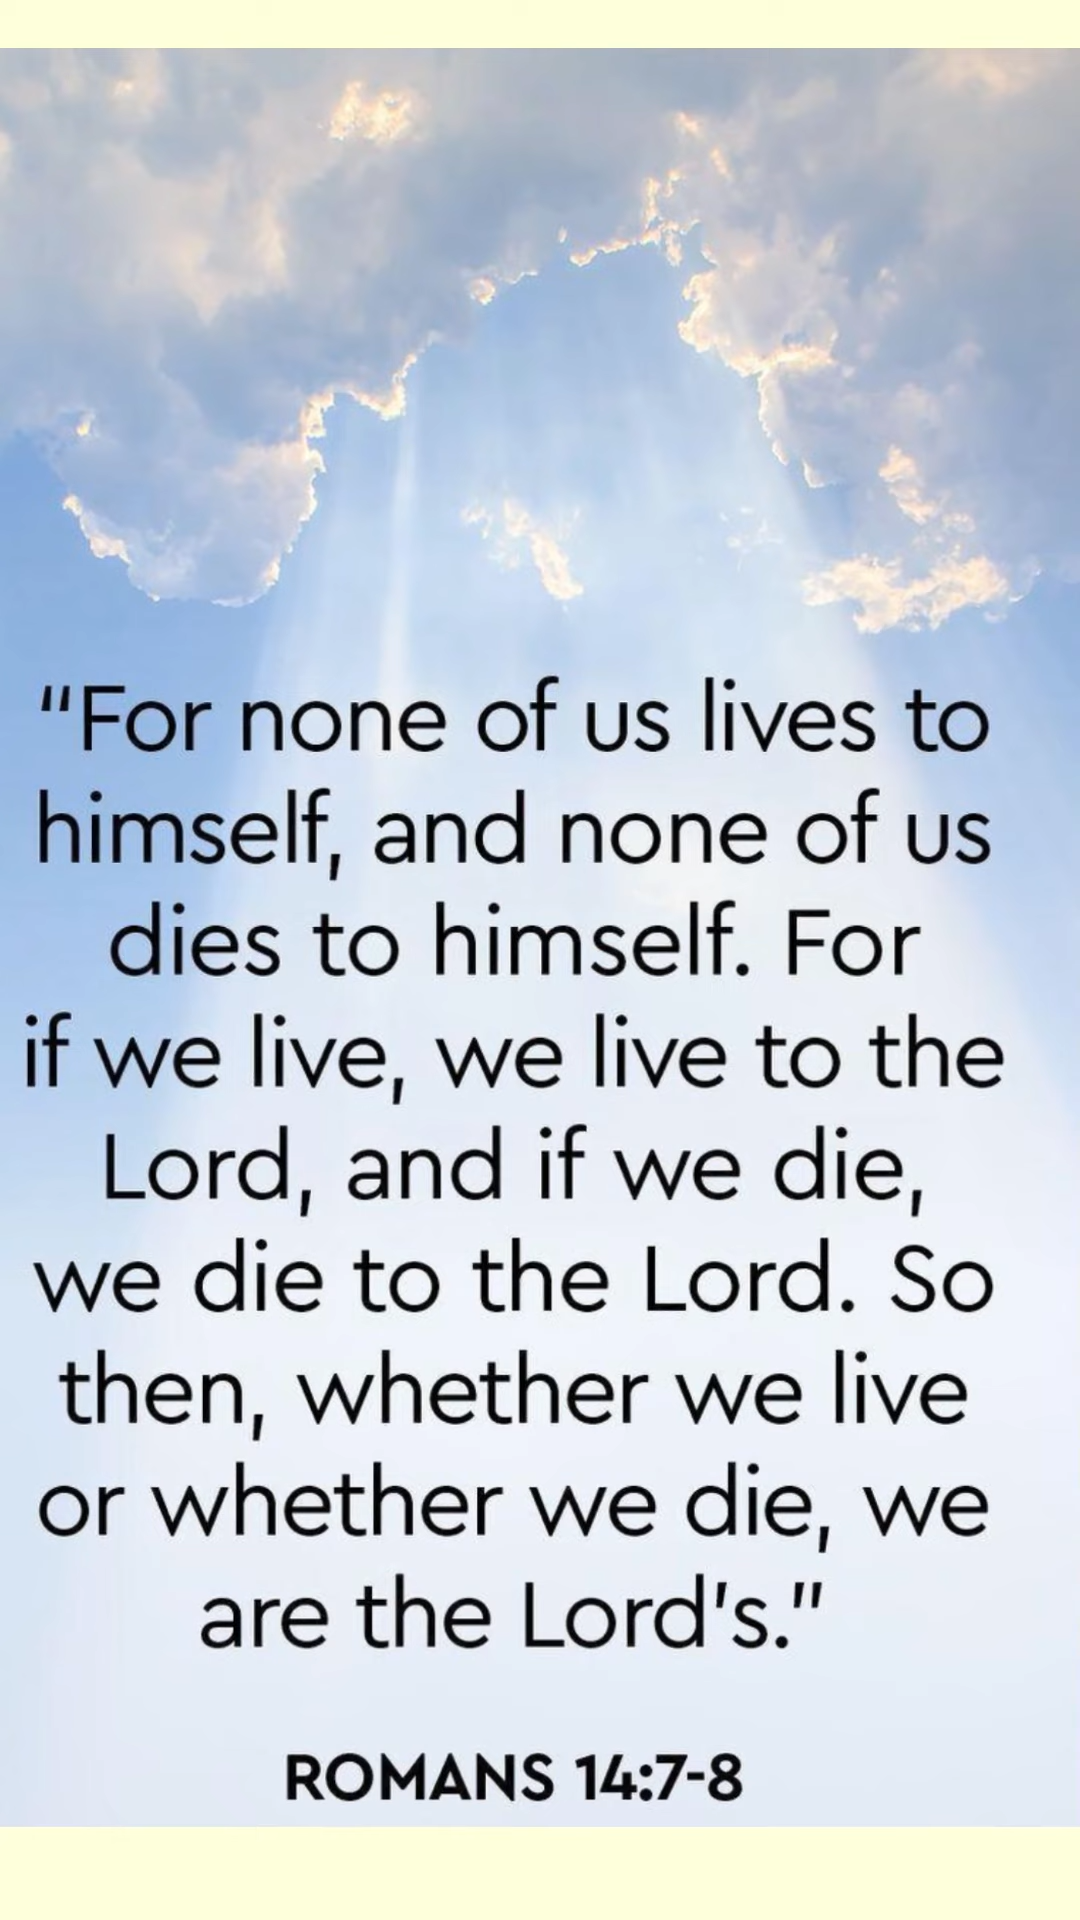 “For none of us lives to
himself, and none of us
dies to himself. For
if we live, we live to the
Lord, and if we die,
we die to the Lord. So
then, whether we live
or whether we die, we
are the Lord's.”
ROMANS 14:7-8